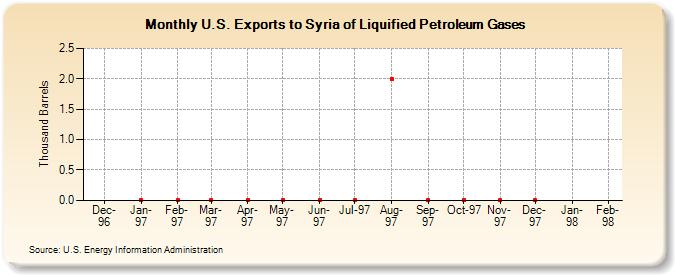 Monthly U.S. Exports to Syria of Liquified Petroleum Gases
Thousand Barrels
2.5
2.0
1.5
1.0
0.5
0.0
Dec-96 Jan-97 Feb-97 Mar-97 Apr-97 May-97 Jun-97 Jul-97 Aug-97 Sep-97 Oct-97 Nov-97 Dec-97 Jan-98 Feb-98
Source: U.S. Energy Information Administration